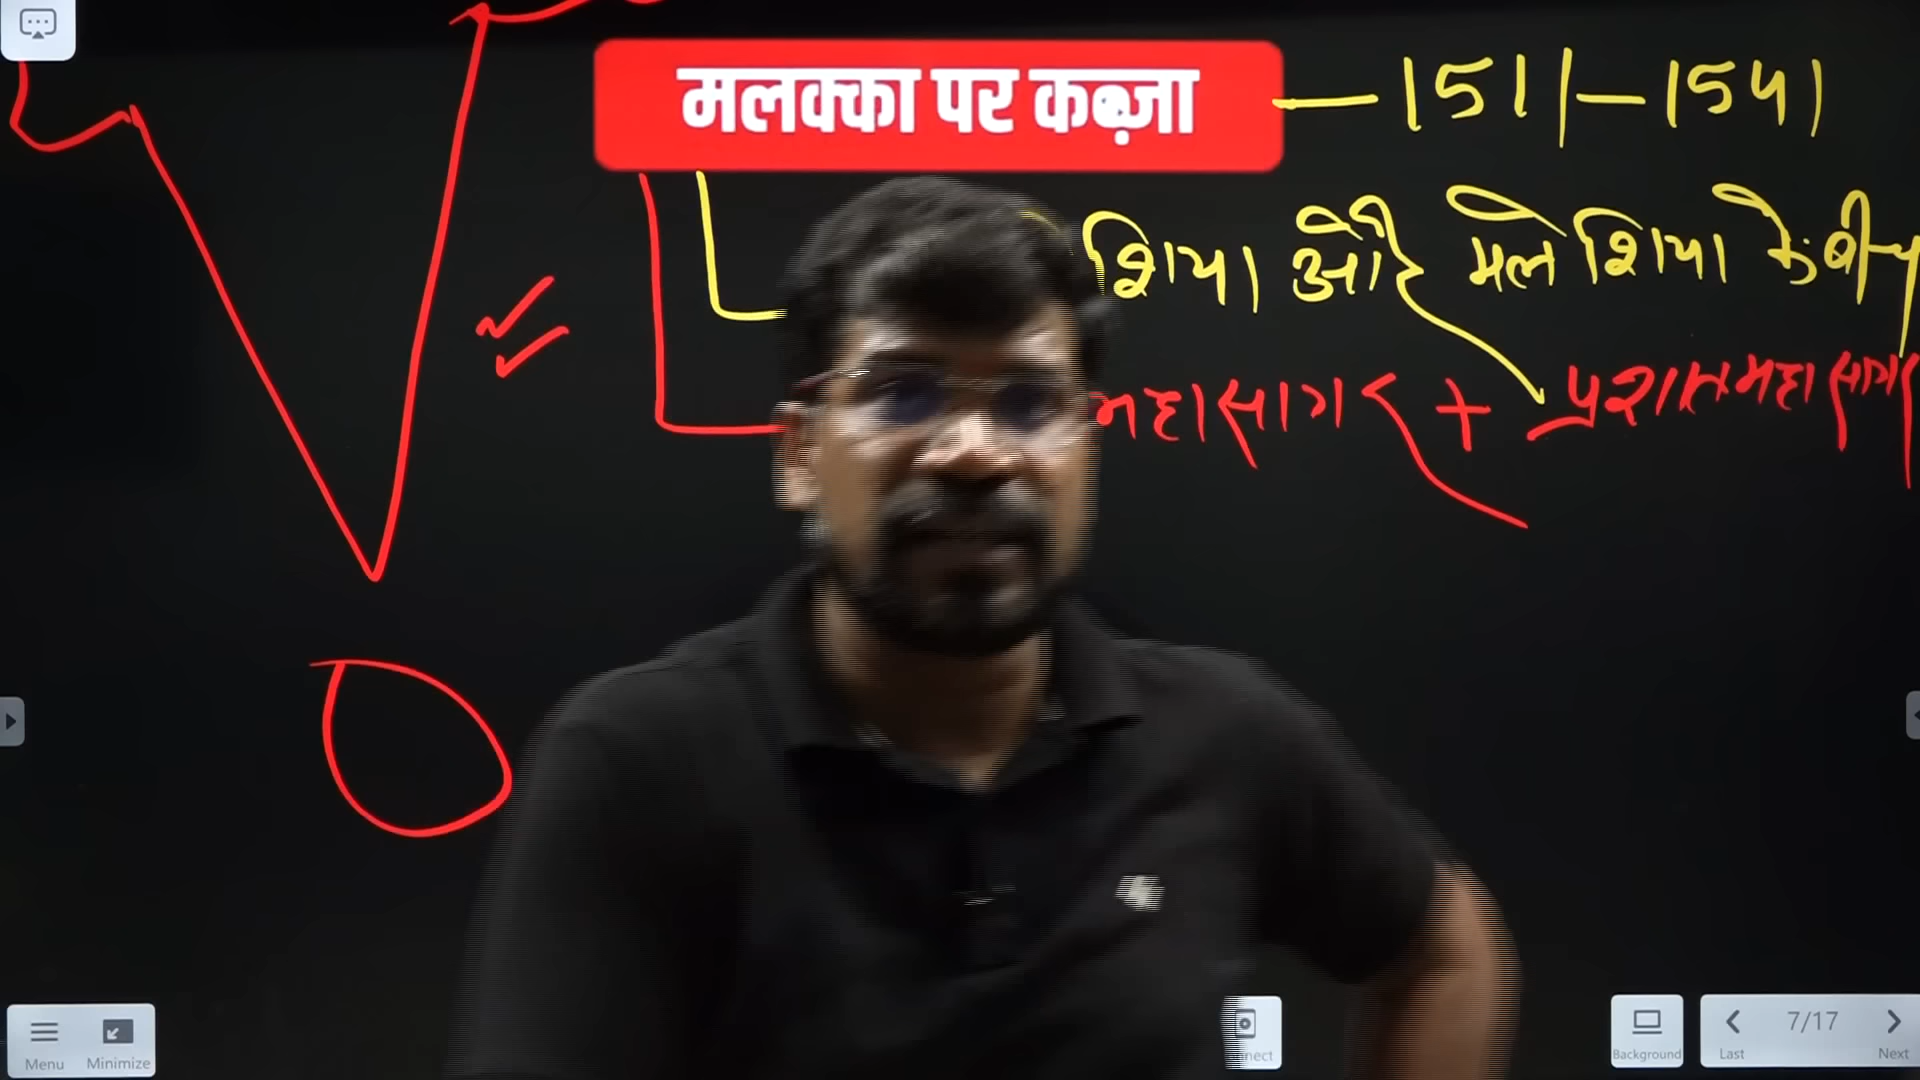 मलक्का पर कब्ज़ा — 1511 — 1541
शिया और मलेशिया के बीच
महासागर + प्रशान्त महासागर
Menu
Minimize
Background
7/17
Last
Next